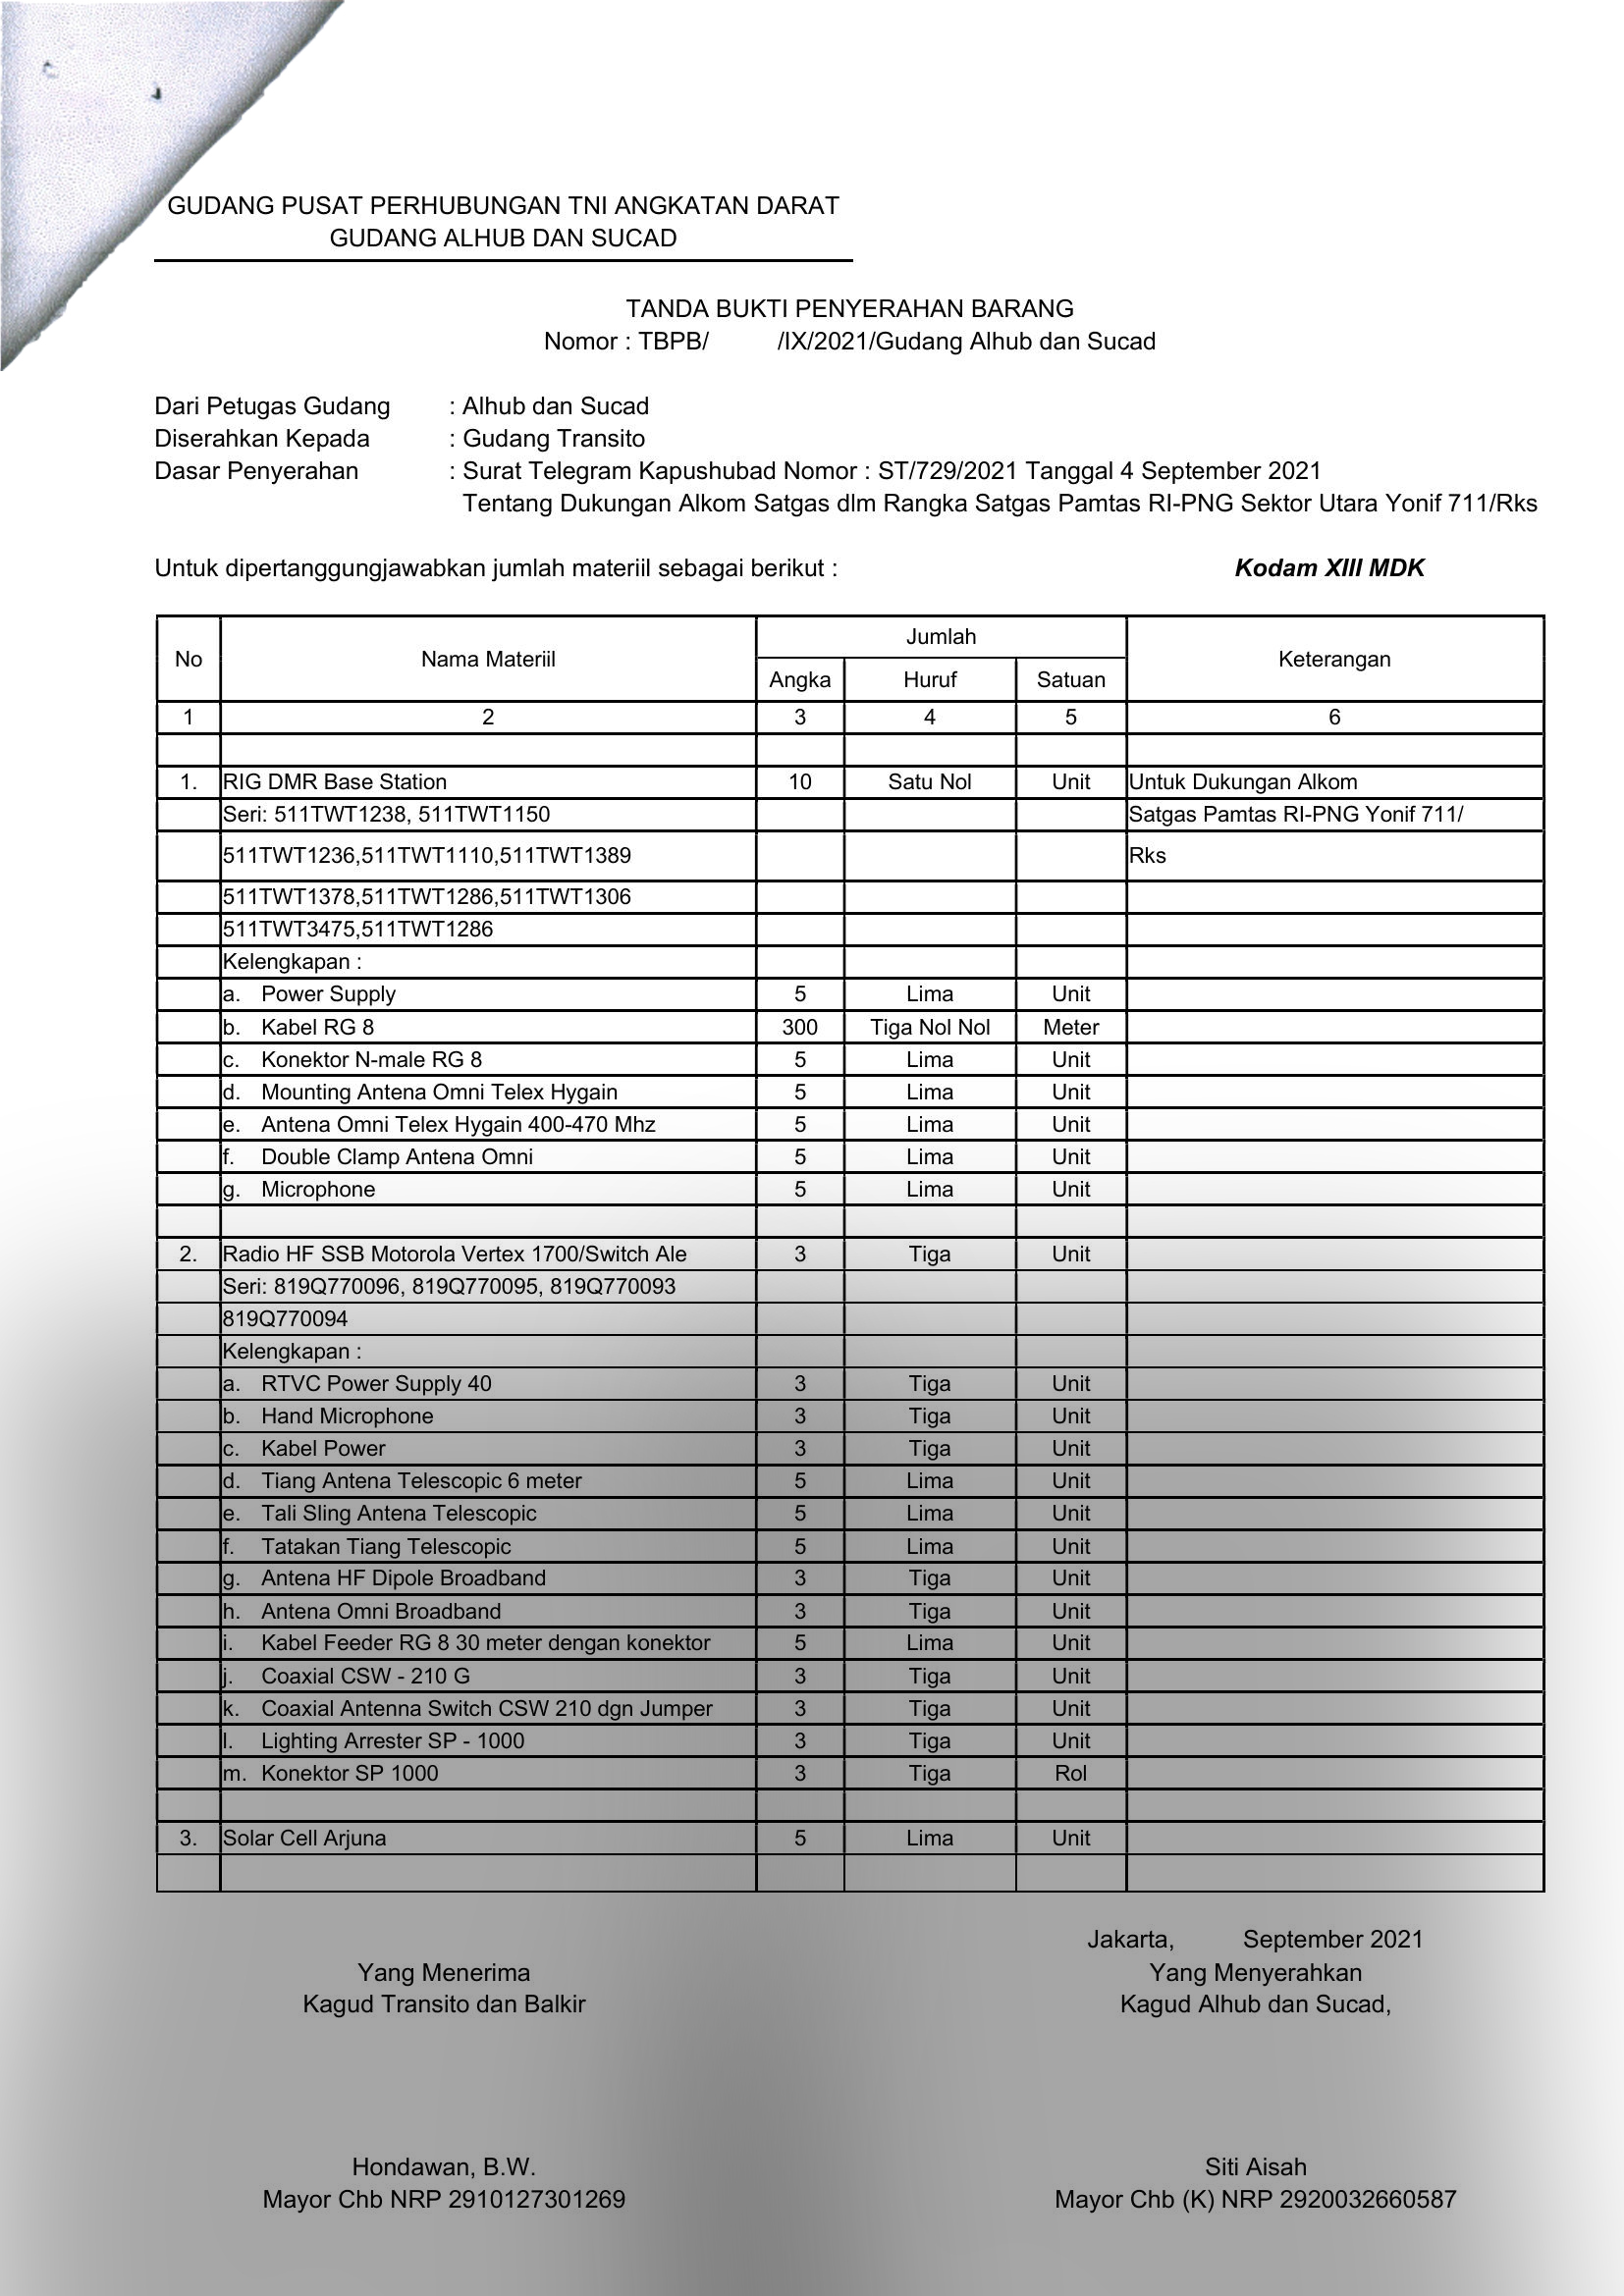 GUDANG PUSAT PERHUBUNGAN TNI ANGKATAN DARAT
GUDANG ALHUB DAN SUCAD
TANDA BUKTI PENYERAHAN BARANG
Nomor : TBPB/ /IX/2021/Gudang Alhub dan Sucad
Dari Petugas Gudang : Alhub dan Sucad
Diserahkan Kepada : Gudang Transito
Dasar Penyerahan : Surat Telegram Kapushubad Nomor : ST/729/2021 Tanggal 4 September 2021
Tentang Dukungan Alkom Satgas dlm Rangka Satgas Pamtas RI-PNG Sektor Utara Yonif 711/Rks
Untuk dipertanggungjawabkan jumlah materiil sebagai berikut : Kodam XIII MDK
No Nama Materiil Jumlah Keterangan
Angka Huruf Satuan
1 2 3 4 5 6
1. RIG DMR Base Station 10 Satu Nol Unit Untuk Dukungan Alkom
Seri: 511TWT1238, 511TWT1150 Satgas Pamtas RI-PNG Yonif 711/
511TWT1236,511TWT1110,511TWT1389 Rks
511TWT1378,511TWT1286,511TWT1306
511TWT3475,511TWT1286
Kelengkapan :
a. Power Supply 5 Lima Unit
b. Kabel RG 8 300 Tiga Nol Nol Meter
c. Konektor N-male RG 8 5 Lima Unit
d. Mounting Antena Omni Telex Hygain 5 Lima Unit
e. Antena Omni Telex Hygain 400-470 Mhz 5 Lima Unit
f. Double Clamp Antena Omni 5 Lima Unit
g. Microphone 5 Lima Unit
2. Radio HF SSB Motorola Vertex 1700/Switch Ale 3 Tiga Unit
Seri: 819Q770096, 819Q770095, 819Q770093
819Q770094
Kelengkapan :
a. RTVC Power Supply 40 3 Tiga Unit
b. Hand Microphone 3 Tiga Unit
c. Kabel Power 3 Tiga Unit
d. Tiang Antena Telescopic 6 meter 5 Lima Unit
e. Tali Sling Antena Telescopic 5 Lima Unit
f. Tatakan Tiang Telescopic 5 Lima Unit
g. Antena HF Dipole Broadband 3 Tiga Unit
h. Antena Omni Broadband 3 Tiga Unit
i. Kabel Feeder RG 8 30 meter dengan konektor 5 Lima Unit
j. Coaxial CSW - 210 G 3 Tiga Unit
k. Coaxial Antenna Switch CSW 210 dgn Jumper 3 Tiga Unit
l. Lighting Arrester SP - 1000 3 Tiga Unit
m. Konektor SP 1000 3 Tiga Rol
3. Solar Cell Arjuna 5 Lima Unit
Jakarta, September 2021
Yang Menerima Yang Menyerahkan
Kagud Transito dan Balkir Kagud Alhub dan Sucad,
Hondawan, B.W. Siti Aisah
Mayor Chb NRP 2910127301269 Mayor Chb (K) NRP 2920032660587